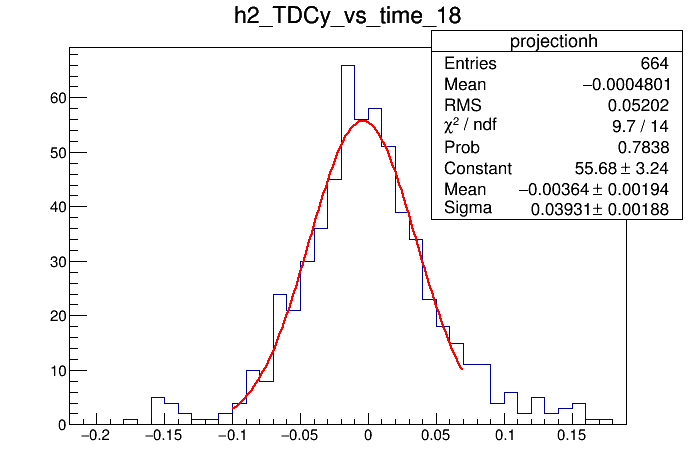 h2_TDCy_vs_time_18
projectionh
Entries 664
Mean −0.0004801
RMS 0.05202
χ² / ndf 9.7 / 14
Prob 0.7838
Constant 55.68 ± 3.24
Mean −0.00364 ± 0.00194
Sigma 0.03931 ± 0.00188
60
50
40
30
20
10
0
−0.2 −0.15 −0.1 −0.05 0 0.05 0.1 0.15